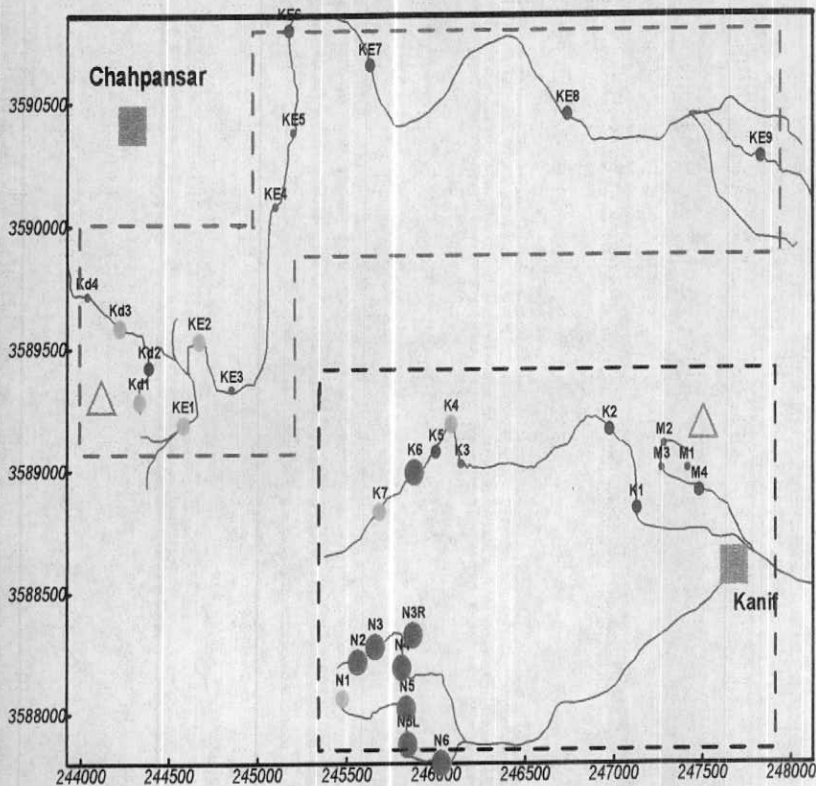 KE6
KE7
Chahpansar
KE8
3590500
KE5
KE9
KE4
3590000
Kd4
Kd3
KE2
3589500
Kd2
KE3
Kd1
KE1
K4
K2
M2
3589000
K6
K5
K3
M3
M1
M4
K7
K1
3588500
Kanif
N3R
N2
N3
N4
N1
N5
3588000
N5L
N6
244000
244500
245000
245500
246000
246500
247000
247500
248000